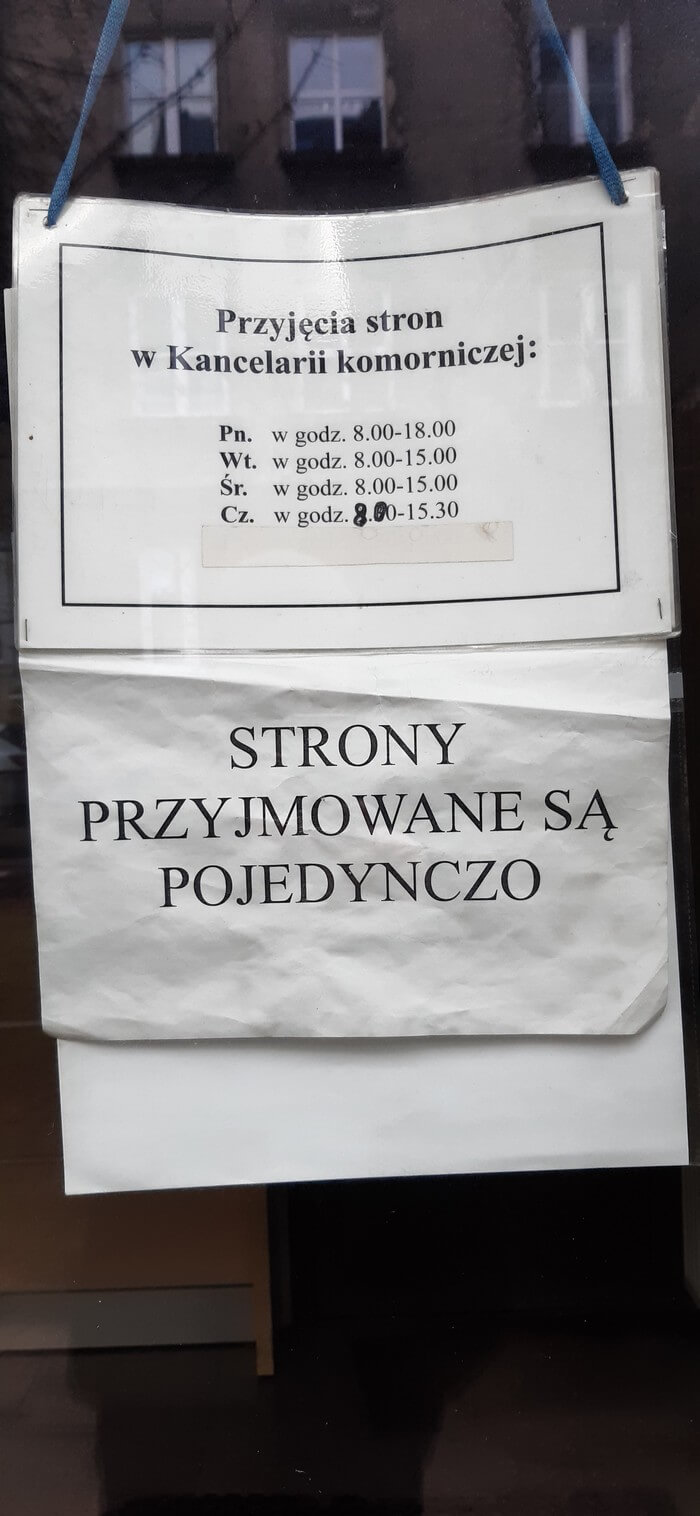 Przyjęcia stron
w Kancelarii komorniczej:
Pn. w godz. 8.00-18.00
Wt. w godz. 8.00-15.00
Śr. w godz. 8.00-15.00
Cz. w godz. 8.00-15.30
STRONY
PRZYJMOWANE SĄ
POJEDYNCZO